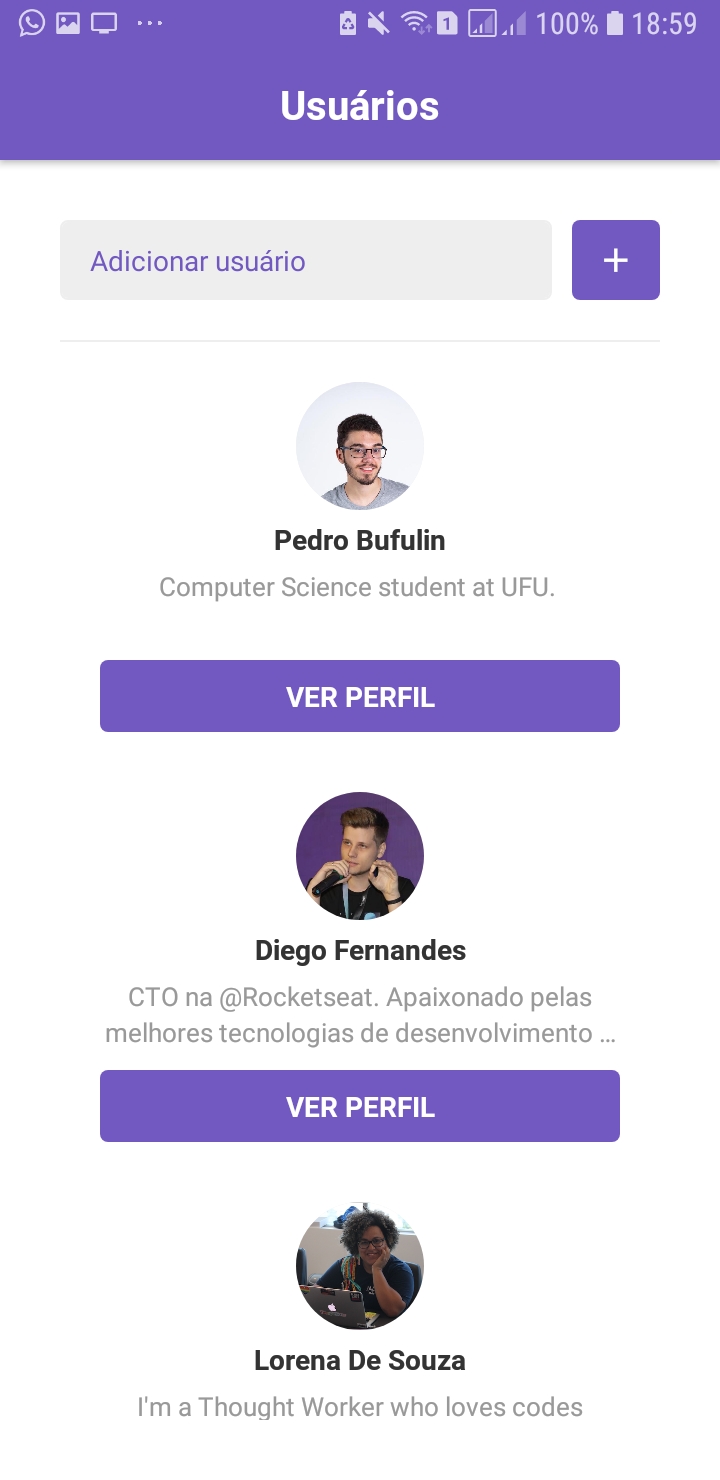 1 100% 18:59
Usuários
Adicionar usuário
+
Pedro Bufulin
Computer Science student at UFU.
VER PERFIL
Diego Fernandes
CTO na @Rocketseat. Apaixonado pelas
melhores tecnologias de desenvolvimento ...
VER PERFIL
Lorena De Souza
I'm a Thought Worker who loves codes